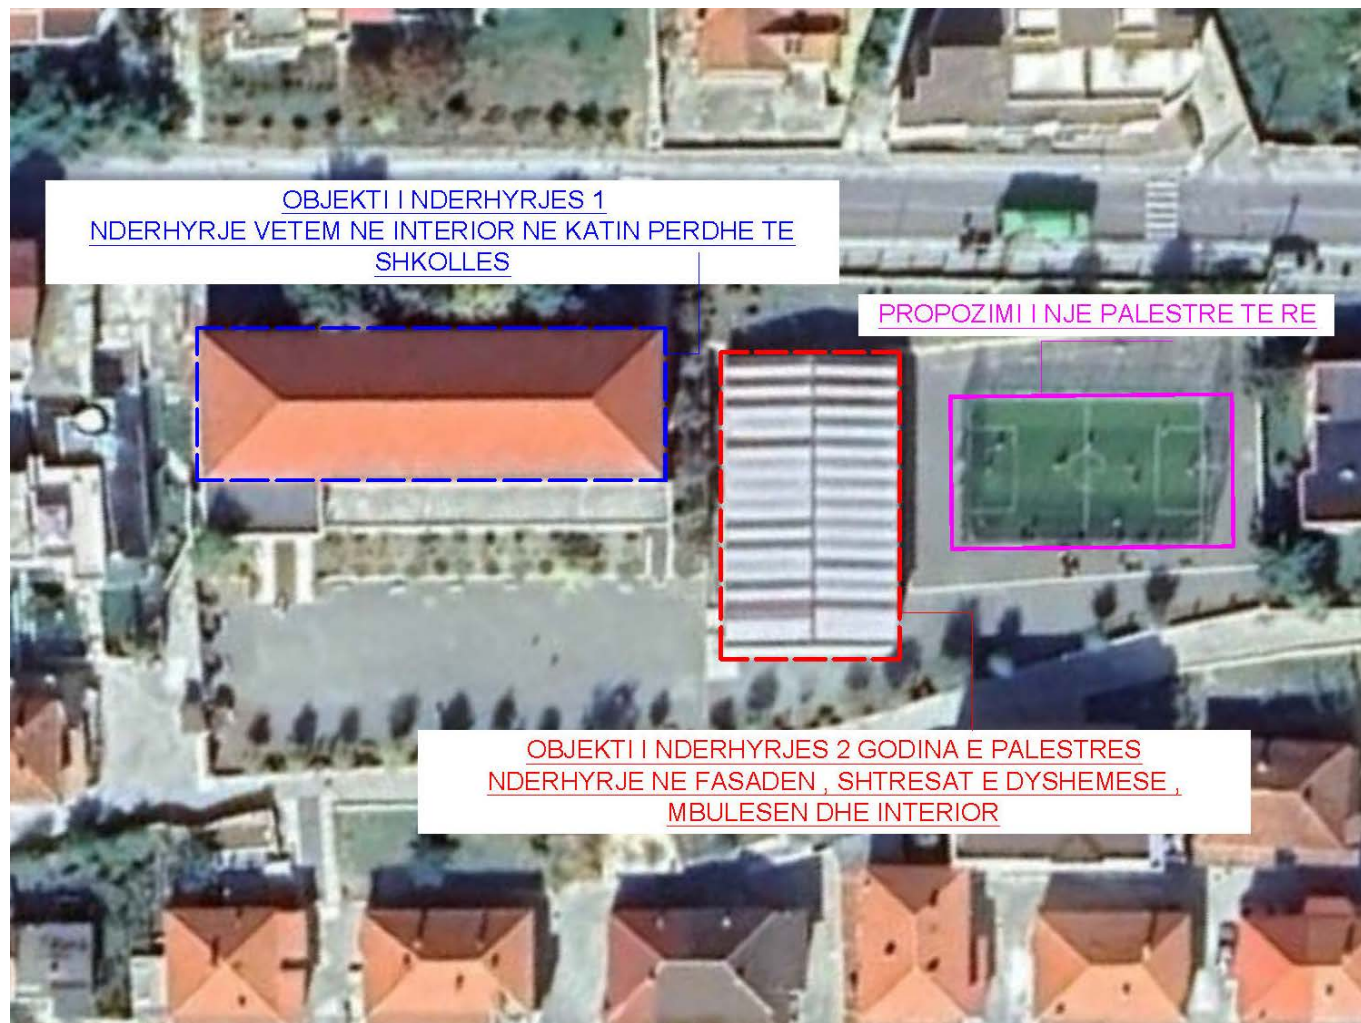 OBJEKTI I NDERHYRJES 1
NDERHYRJE VETEM NE INTERIOR NE KATIN PERDHE TE
SHKOLLES
PROPOZIMI I NJE PALESTRE TE RE
OBJEKTI I NDERHYRJES 2 GODINA E PALESTRES
NDERHYRJE NE FASADEN , SHTRESAT E DYSHEMESE ,
MBULESEN DHE INTERIOR